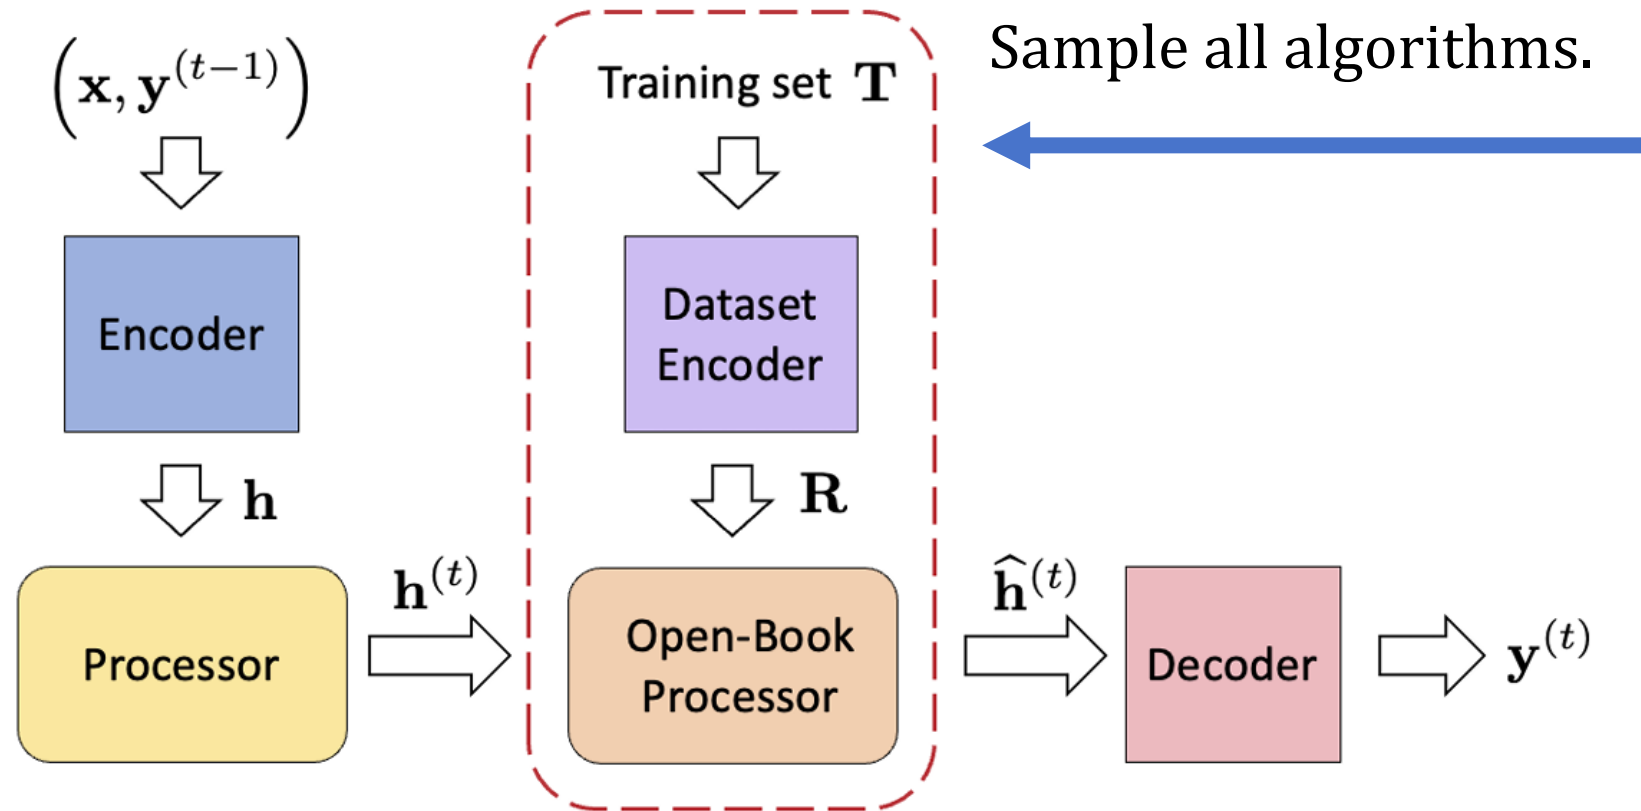 (x, y^{(t−1)})
Encoder
h
Processor
h^{(t)}
Training set T
Dataset
Encoder
R
Open-Book
Processor
ĥ^{(t)}
Decoder
y^{(t)}
Sample all algorithms.